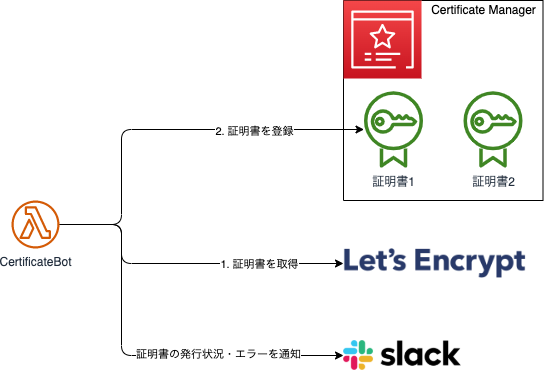 Certificate Manager
2. 証明書を登録
証明書1
証明書2
CertificateBot
1. 証明書を取得
Let's Encrypt
証明書の発行状況・エラーを通知
slack